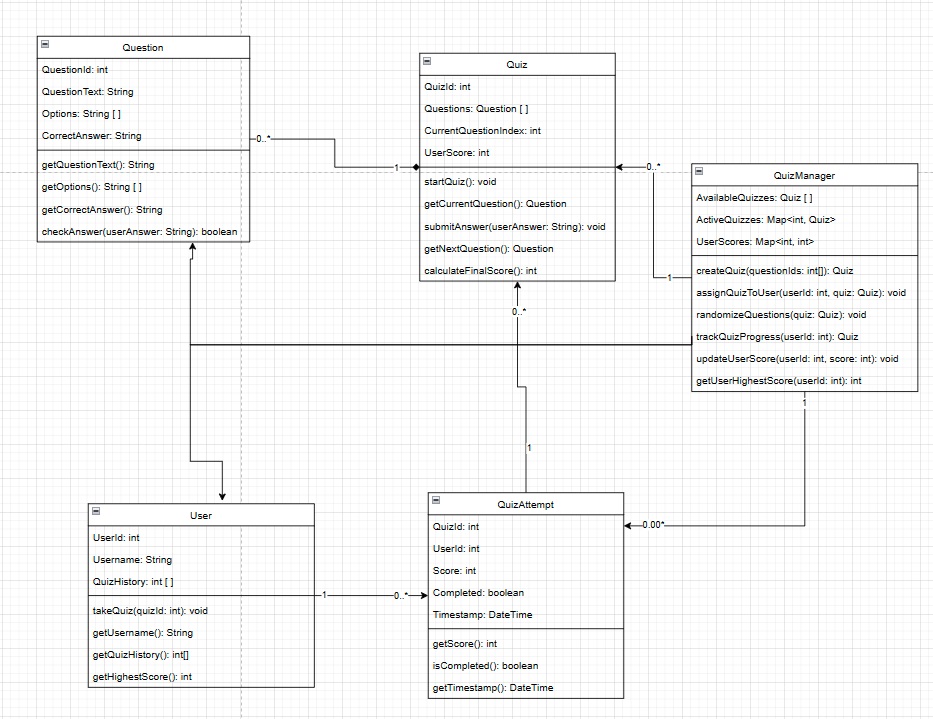 Question
QuestionId: int
QuestionText: String
Options: String [ ]
CorrectAnswer: String
getQuestionText(): String
getOptions(): String [ ]
getCorrectAnswer(): String
checkAnswer(userAnswer: String): boolean
0..*
1
Quiz
QuizId: int
Questions: Question [ ]
CurrentQuestionIndex: int
UserScore: int
startQuiz(): void
getCurrentQuestion(): Question
submitAnswer(userAnswer: String): void
getNextQuestion(): Question
calculateFinalScore(): int
0..*
1
QuizManager
AvailableQuizzes: Quiz [ ]
ActiveQuizzes: Map<int, Quiz>
UserScores: Map<int, int>
createQuiz(questionIds: int[]): Quiz
assignQuizToUser(userId: int, quiz: Quiz): void
randomizeQuestions(quiz: Quiz): void
trackQuizProgress(userId: int): Quiz
updateUserScore(userId: int, score: int): void
getUserHighestScore(userId: int): int
0..*
1
1
0.00*
User
UserId: int
Username: String
QuizHistory: int [ ]
takeQuiz(quizId: int): void
getUsername(): String
getQuizHistory(): int[]
getHighestScore(): int
1
0..*
QuizAttempt
QuizId: int
UserId: int
Score: int
Completed: boolean
Timestamp: DateTime
getScore(): int
isCompleted(): boolean
getTimestamp(): DateTime